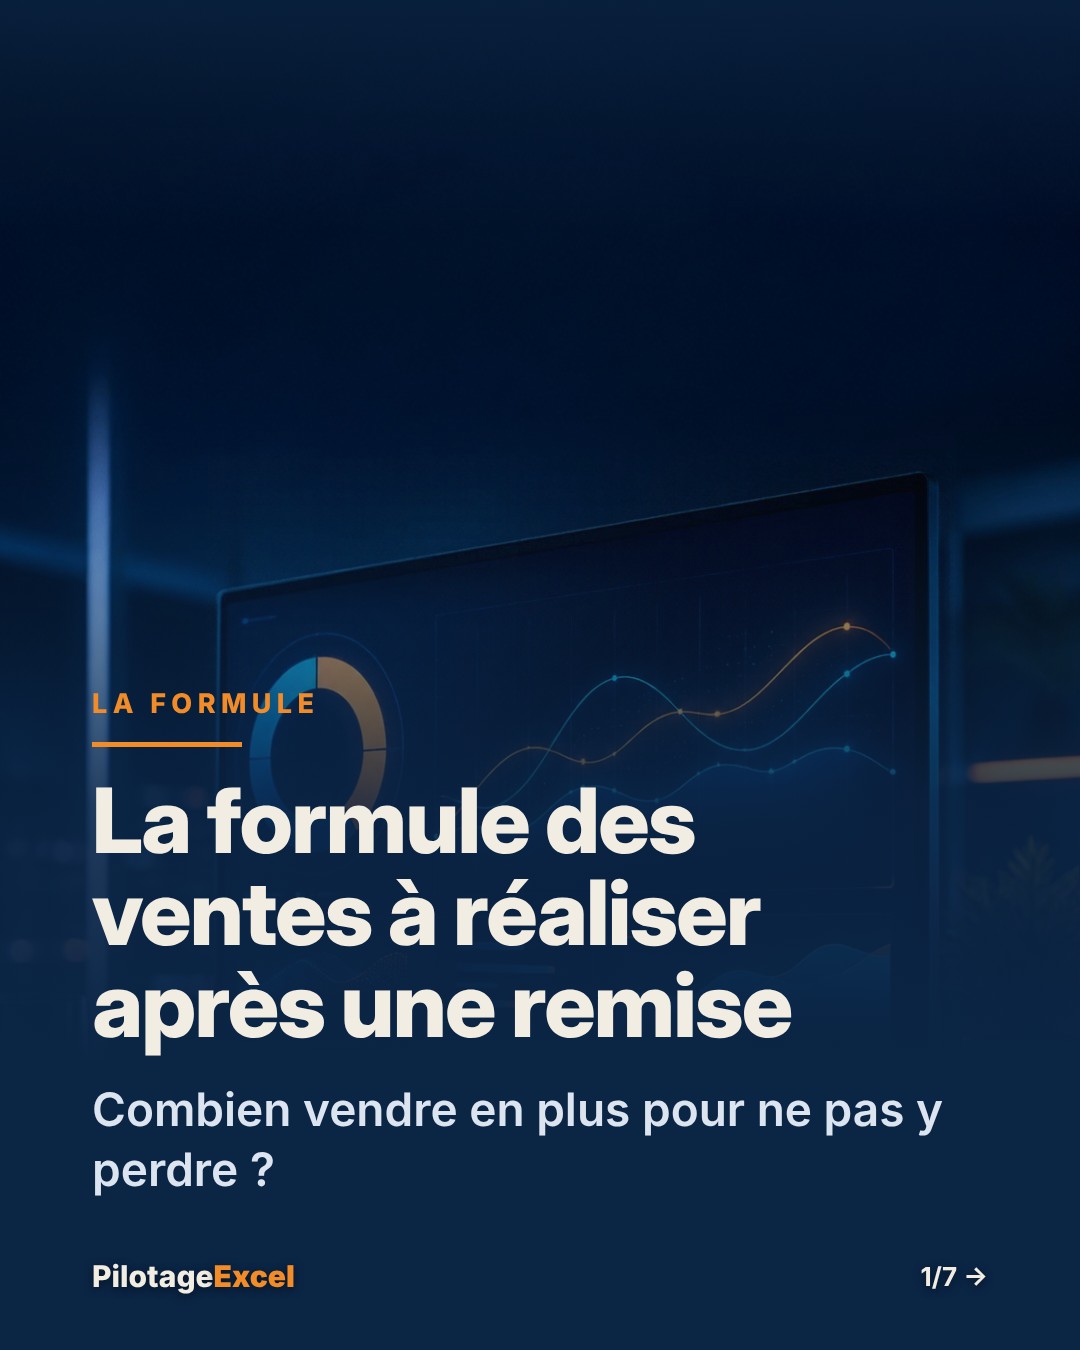 LA FORMULE
La formule des
ventes à réaliser
après une remise
Combien vendre en plus pour ne pas y
perdre ?
PilotageExcel
1/7 →